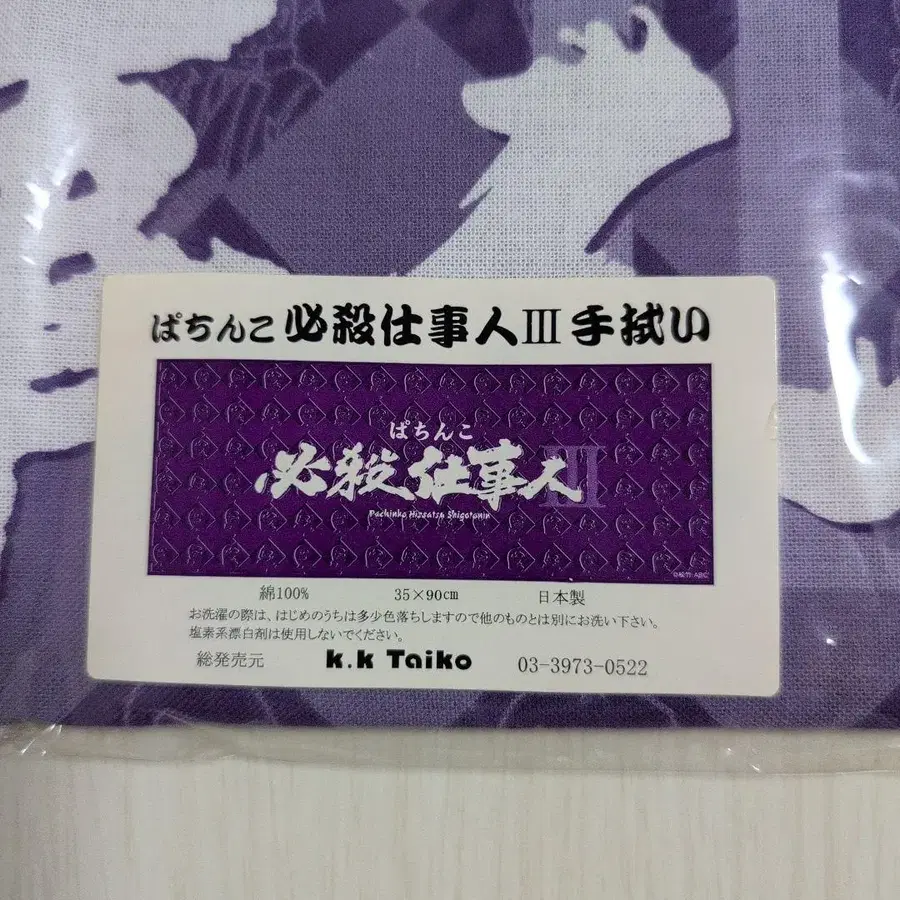 ぱちんこ 必殺仕事人III 手拭い
ぱちんこ
必殺仕事人III
Pachinko Hissatsu Shigotonin
©松竹 ABC
綿100% 35×90cm 日本製
お洗濯の際は、はじめのうちは多少色落ちしますので他のものとは別にお洗い下さい。
塩素系漂白剤は使用しないでください。
総発売元 k.k Taiko 03-3973-0522